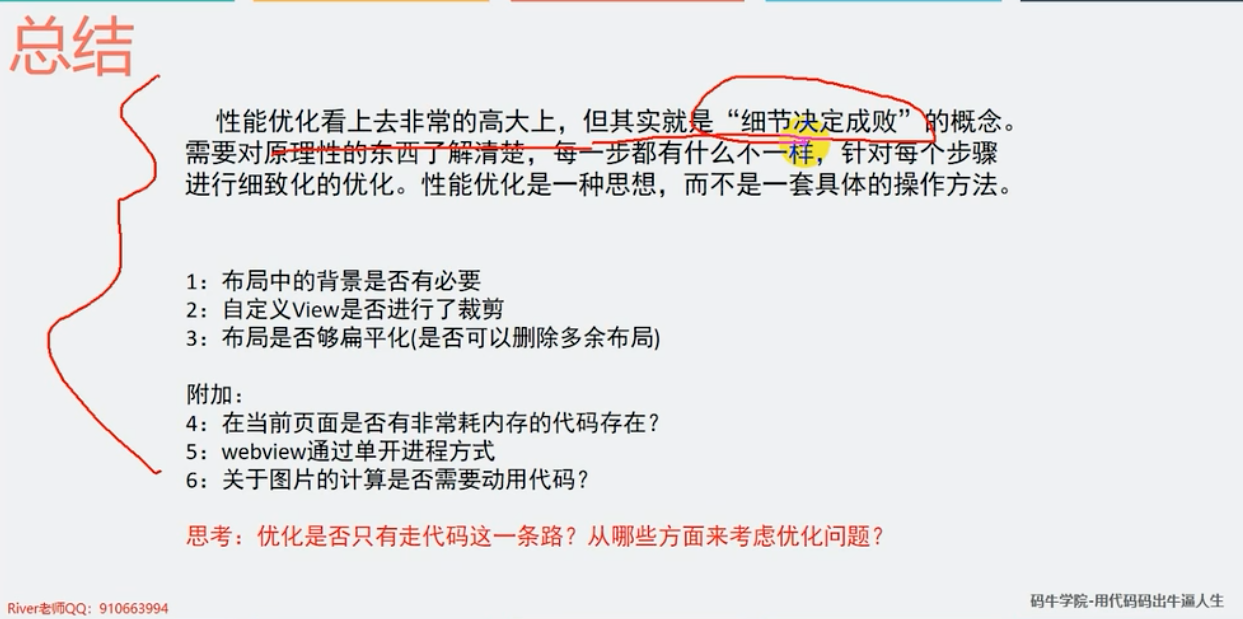 总结
性能优化看上去非常的高大上，但其实就是“细节决定成败”的概念。
需要对原理性的东西了解清楚，每一步都有什么不一样，针对每个步骤
进行细致化的优化。性能优化是一种思想，而不是一套具体的操作方法。
1：布局中的背景是否有必要
2：自定义View是否进行了裁剪
3：布局是否够扁平化(是否可以删除多余布局)
附加：
4：在当前页面是否有非常耗内存的代码存在？
5：webview通过单开进程方式
6：关于图片的计算是否需要动用代码？
思考：优化是否只有走代码这一条路？从哪些方面来考虑优化问题？
River老师QQ：910663994
码牛学院-用代码码出牛逼人生